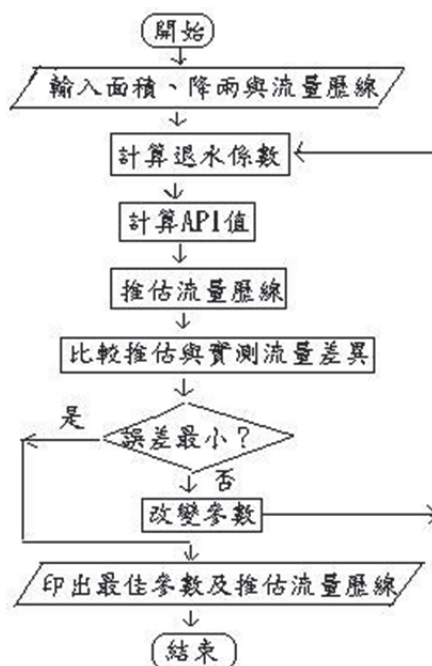 開始
輸入面積、降雨與流量歷線
計算退水係數
計算API值
推估流量歷線
比較推估與實測流量差異
是
誤差最小？
否
改變參數
印出最佳參數及推估流量歷線
結束